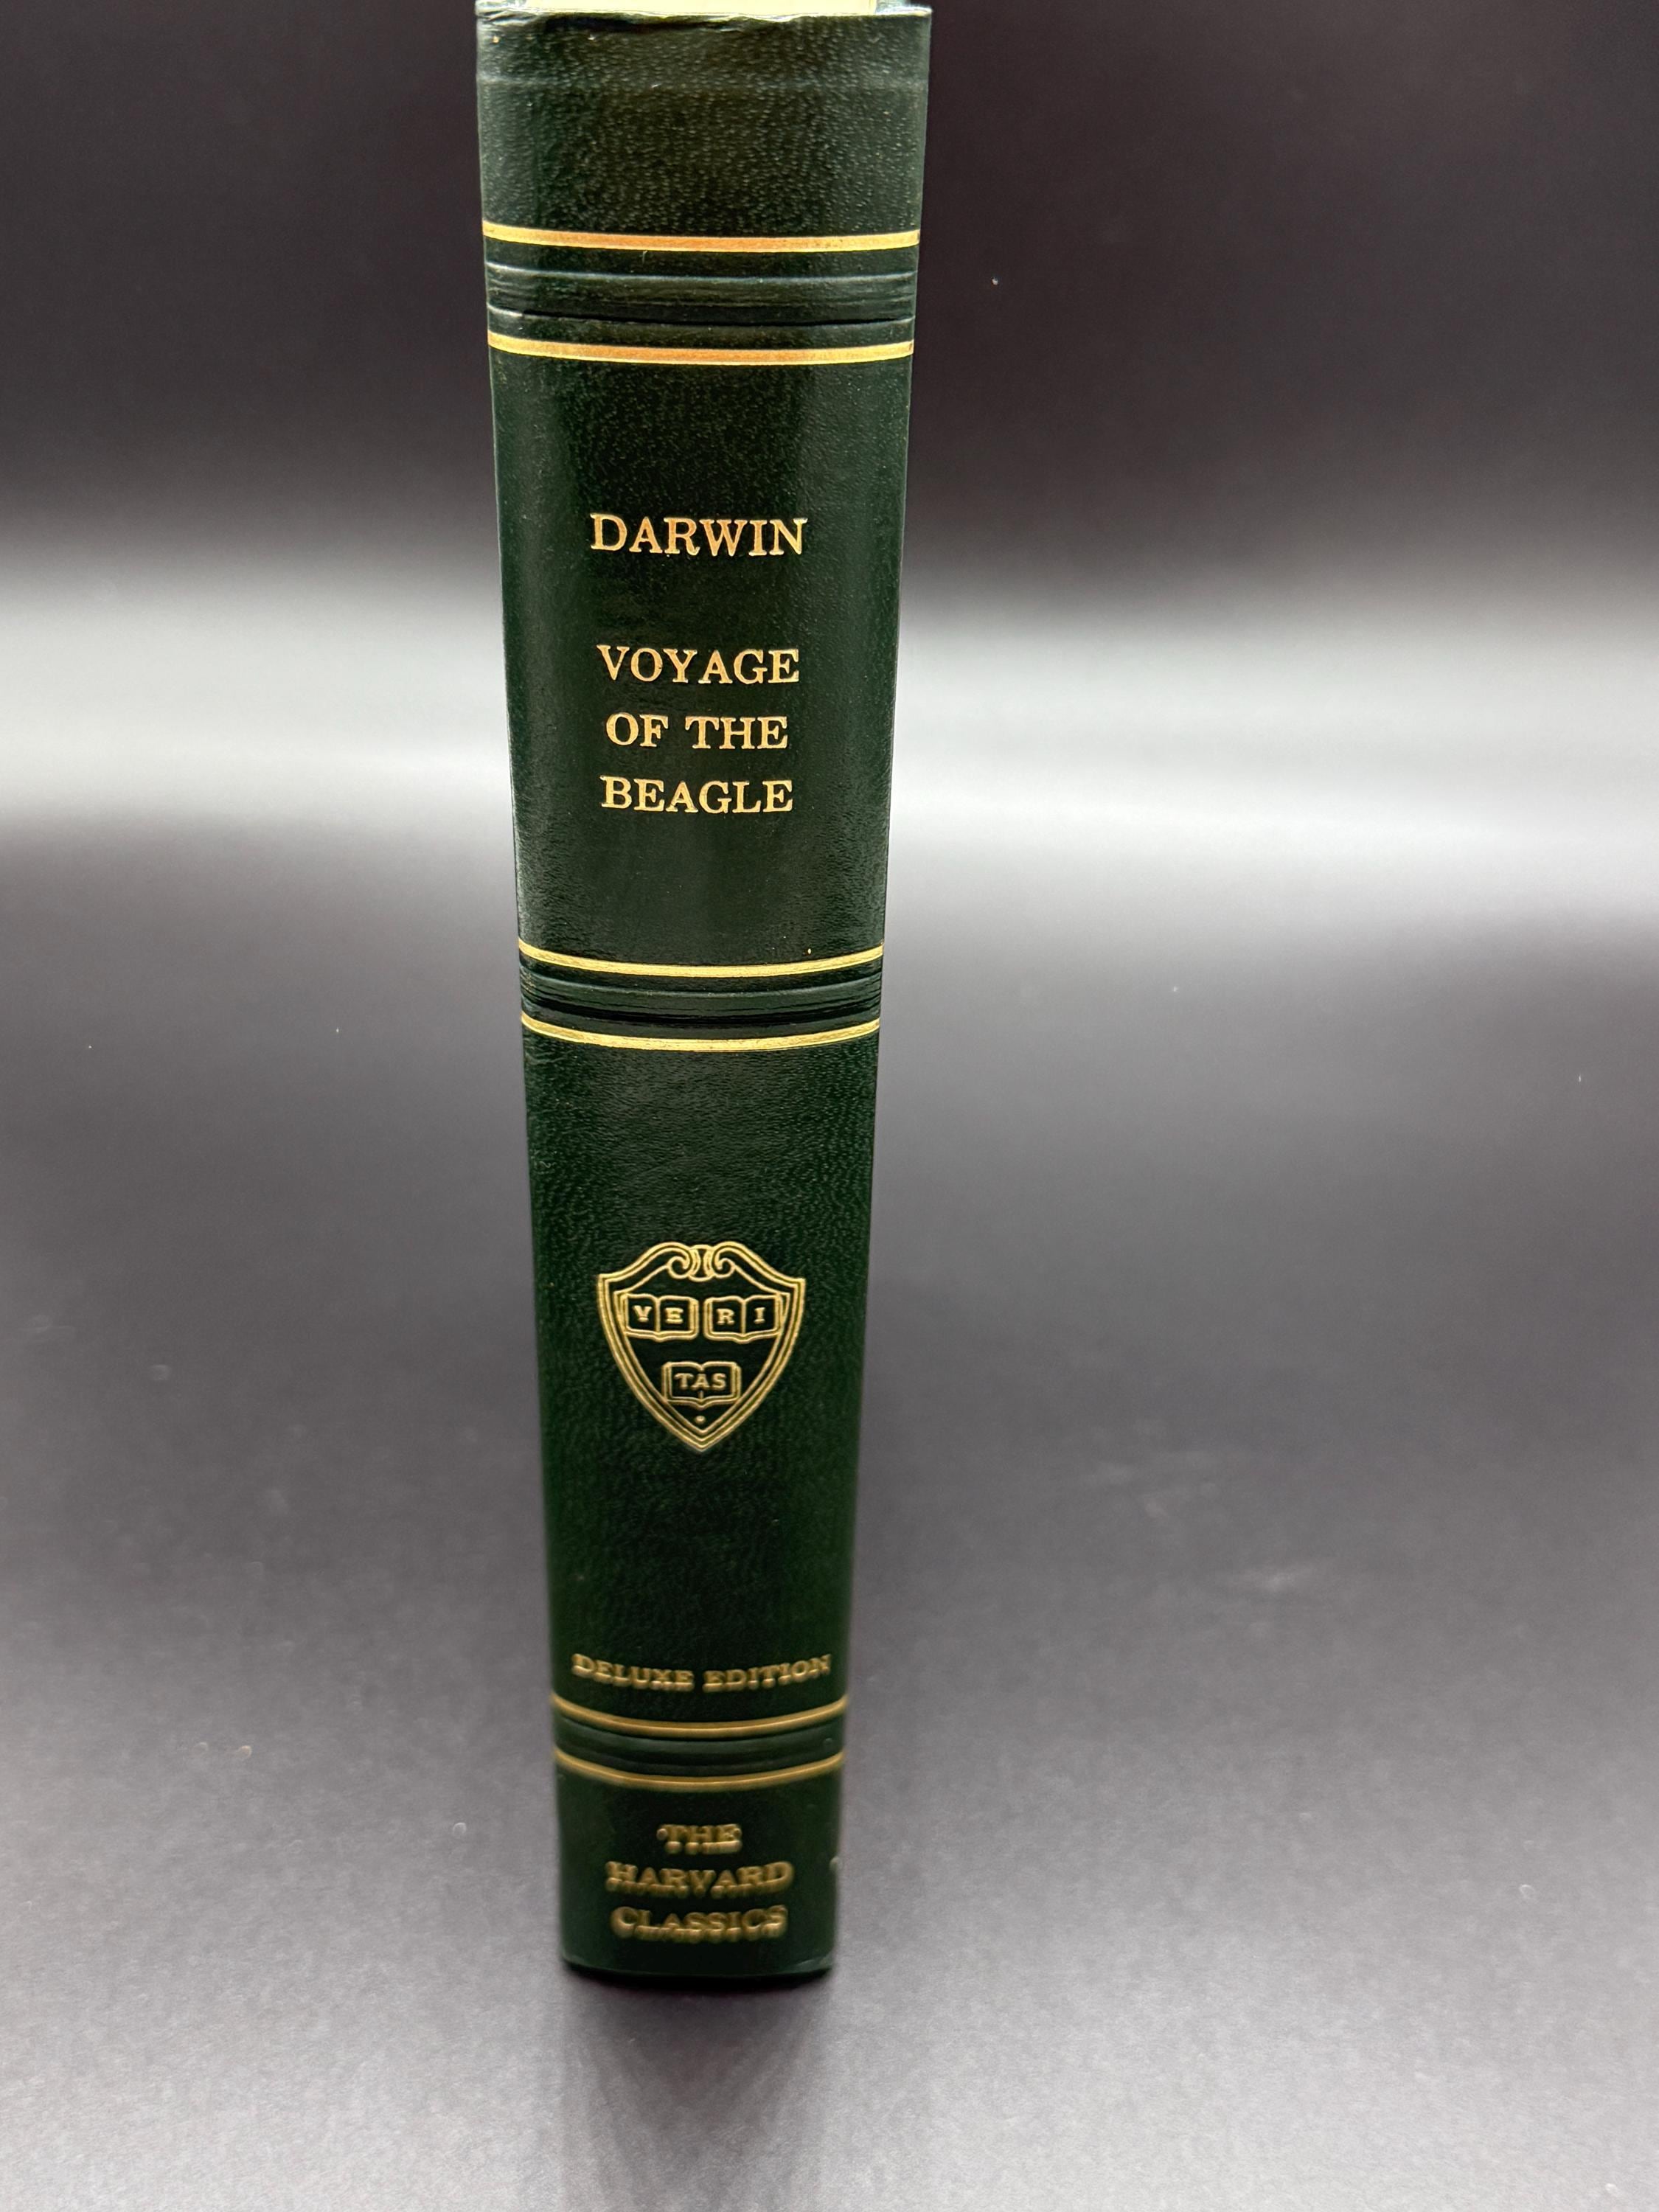 DARWIN
VOYAGE
OF THE
BEAGLE
VE RI
TAS
DELUXE EDITION
THE
HARVARD
CLASSICS